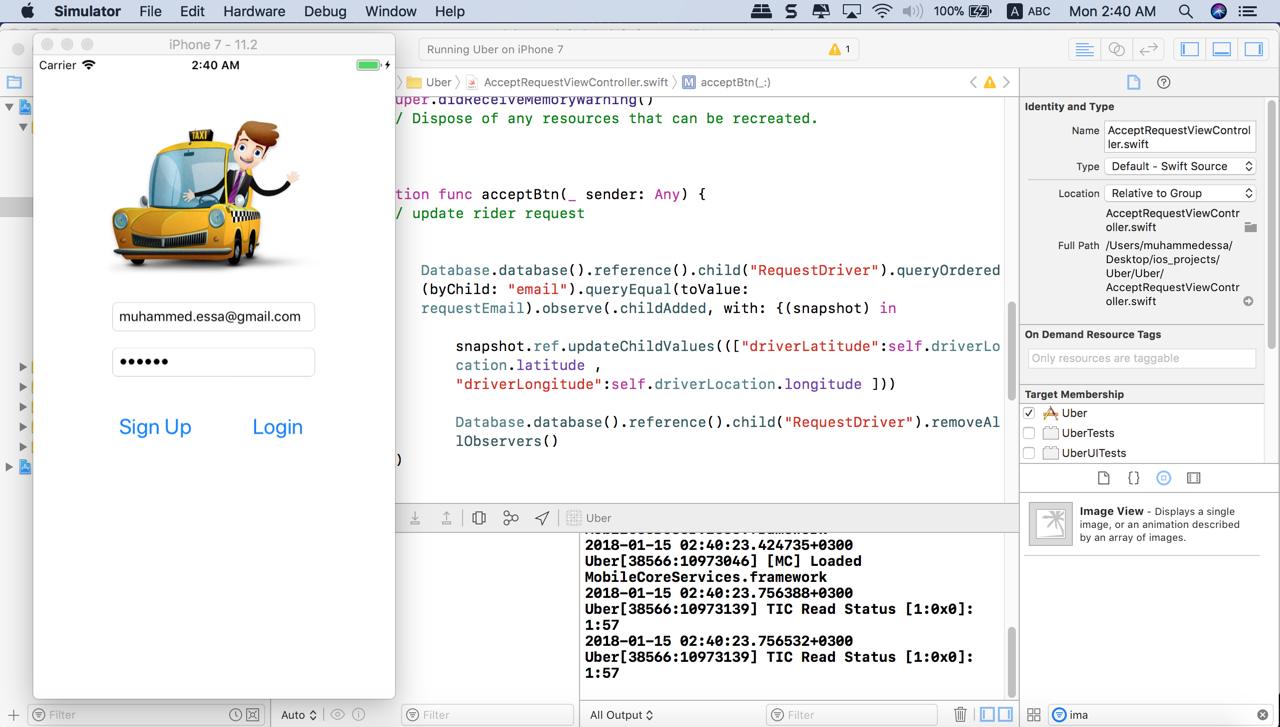 Simulator File Edit Hardware Debug Window Help 100% A ABC Mon 2:40 AM
iPhone 7 - 11.2
Carrier 2:40 AM
TAXI
muhammed.essa@gmail.com
••••••
Sign Up Login
Running Uber on iPhone 7 1
Uber AcceptRequestViewController.swift M acceptBtn(_:)
uper.didReceiveMemoryWarning()
/ Dispose of any resources that can be recreated.
tion func acceptBtn(_ sender: Any) {
/ update rider request
Database.database().reference().child("RequestDriver").queryOrdered
(byChild: "email").queryEqual(toValue:
requestEmail).observe(.childAdded, with: {(snapshot) in
snapshot.ref.updateChildValues((["driverLatitude":self.driverLo
cation.latitude ,
"driverLongitude":self.driverLocation.longitude ]))
Database.database().reference().child("RequestDriver").removeAl
lObservers()
)
Uber
2018-01-15 02:40:23.424735+0300
Uber[38566:10973046] [MC] Loaded
MobileCoreServices.framework
2018-01-15 02:40:23.756388+0300
Uber[38566:10973139] TIC Read Status [1:0x0]:
1:57
2018-01-15 02:40:23.756532+0300
Uber[38566:10973139] TIC Read Status [1:0x0]:
1:57
Filter Auto Filter All Output Filter
Identity and Type
Name AcceptRequestViewControl
ler.swift
Type Default - Swift Source
Location Relative to Group
AcceptRequestViewContr
oller.swift
Full Path /Users/muhammedessa/
Desktop/ios_projects/
Uber/Uber/
AcceptRequestViewContr
oller.swift
On Demand Resource Tags
Only resources are taggable
Target Membership
Uber
UberTests
UberUITests
{}
Image View - Displays a single
image, or an animation described
by an array of images.
ima